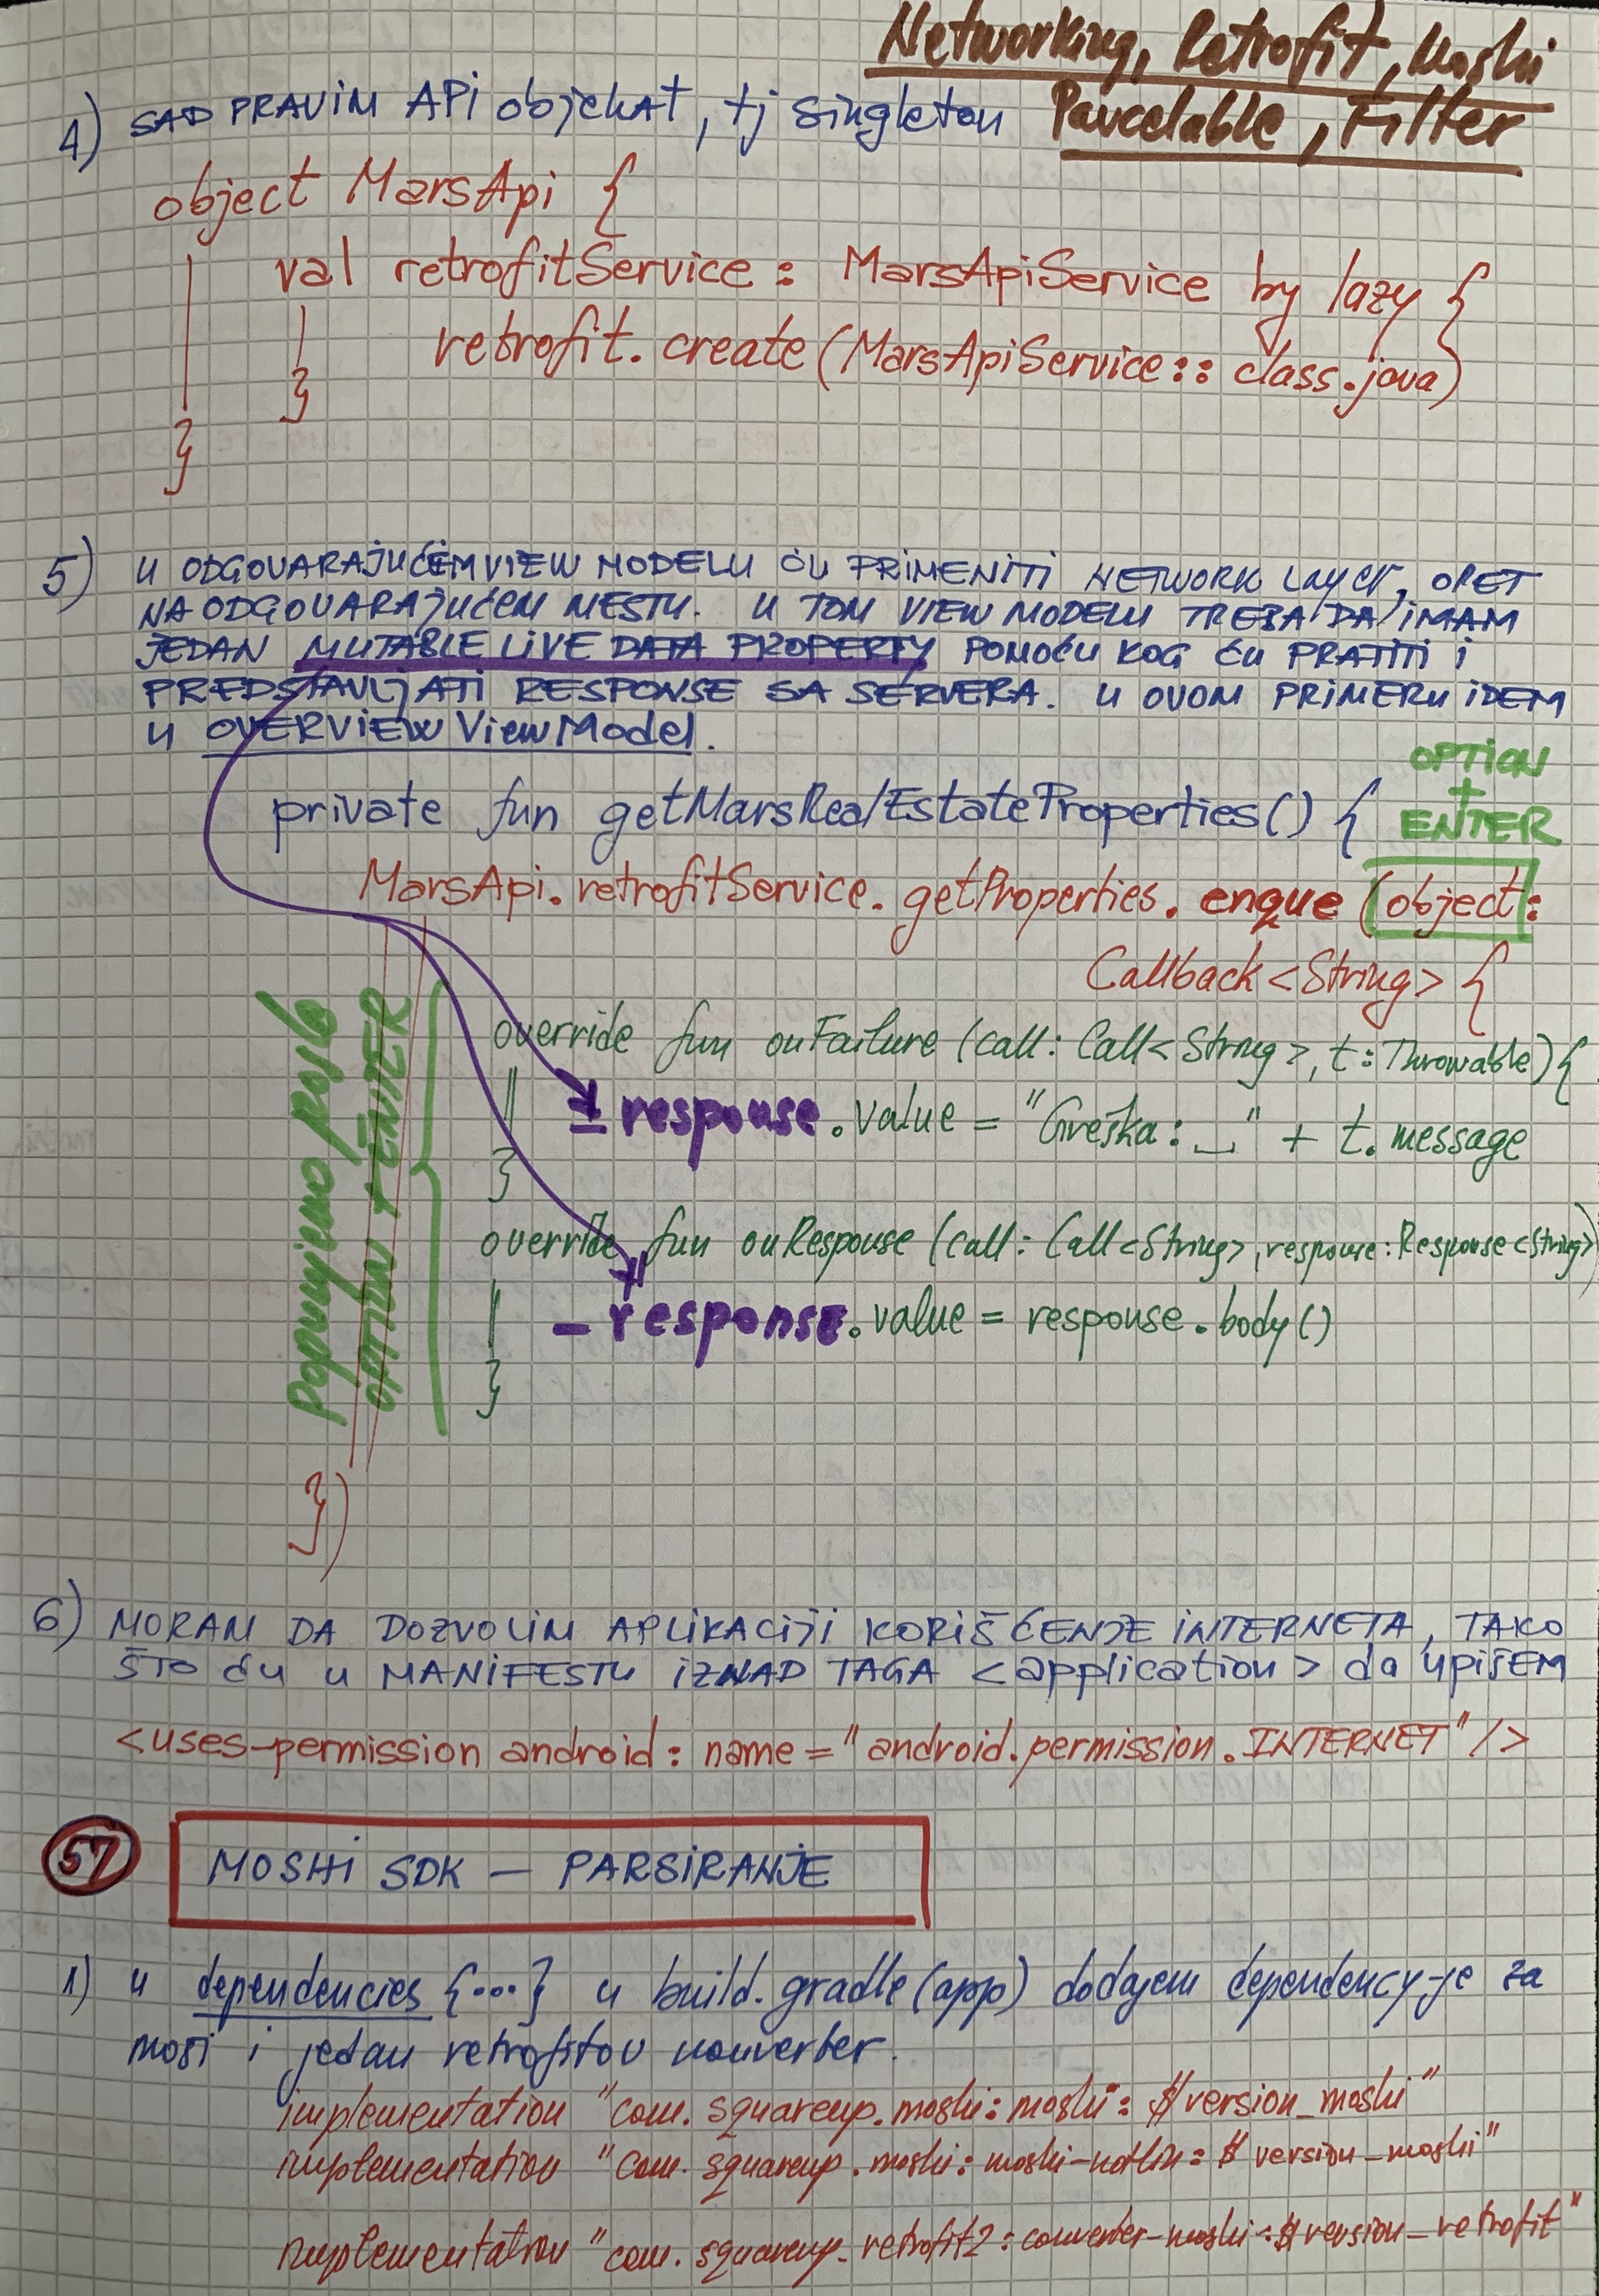 Networking, Retrofit, Moshi
Parcelable, Filter
4) SAD PRAVIM API objekat, tj singleton
object MarsApi {
val retrofitService : MarsApiService by lazy {
retrofit.create(MarsApiService::class.java)
}
}
5) U ODGOVARAJUĆEM VIEW MODELU ĆU PRIMENITI NETWORK LAYER, OPET
NA ODGOVARAJUĆEM MESTU. U TOM VIEW MODELU TREBA DA IMAM
JEDAN MUTABLE LIVE DATA PROPERTY POMOĆU KOG ĆU PRATITI I
PREDSTAVLJATI RESPONSE SA SERVERA. U OVOM PRIMERU IDEM
U OVERVIEW ViewModel.
OPTION
+
ENTER
private fun getMarsRealEstateProperties() {
MarsApi.retrofitService.getProperties.enque (object :
Callback<String> {
Popunjemo posle
OPTION + ENTER
override fun onFailure (call: Call<String>, t: Throwable) {
_response.value = "Greška: _" + t.message
}
override fun onResponse (call: Call<String>, response: Response<String>)
_response.value = response.body()
}
})
6) MORAM DA DOZVOLIM APLIKACIJI KORIŠĆENJE INTERNETA, TAKO
ŠTO ĆU U MANIFESTU IZNAD TAGA <application> da upišem
<uses-permission android:name="android.permission.INTERNET" />
57 MOSHI SDK – PARSIRANJE
1) u dependencies {...} u build.gradle (app) dodajem dependency-je za
moši i jedan retrofitov konverter.
implementation "com.squareup.moshi:moshi:$version_moshi"
implementation "com.squareup.moshi:moshi-kotlin:$version_moshi"
implementation "com.squareup.retrofit2:converter-moshi:$version_retrofit"